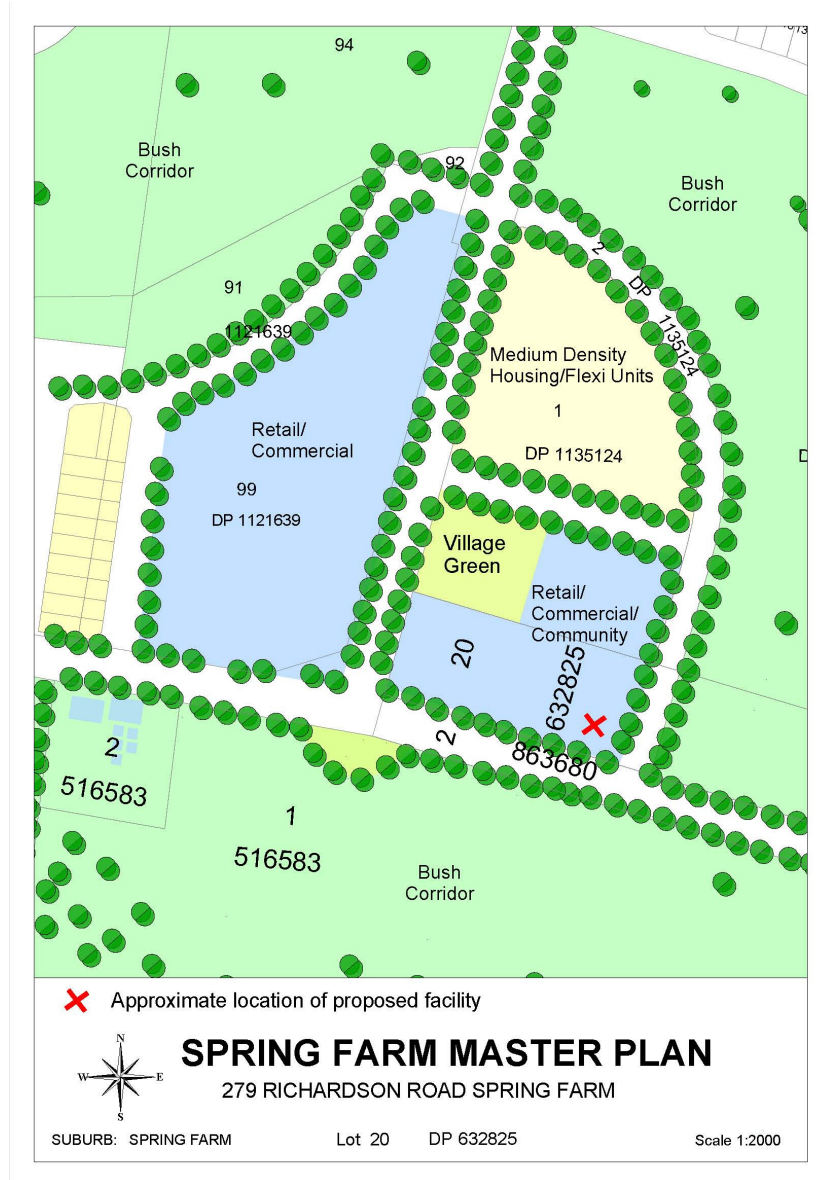 94
Bush
Corridor
92
Bush
Corridor
2
DP
1135124
91
1121639
Medium Density
Housing/Flexi Units
1
DP 1135124
Retail/
Commercial
99
DP 1121639
D
Village
Green
Retail/
Commercial/
Community
20
632825
2
863680
2
516583
1
516583
Bush
Corridor
Approximate location of proposed facility
N
W
E
S
SPRING FARM MASTER PLAN
279 RICHARDSON ROAD SPRING FARM
SUBURB: SPRING FARM
Lot 20 DP 632825
Scale 1:2000